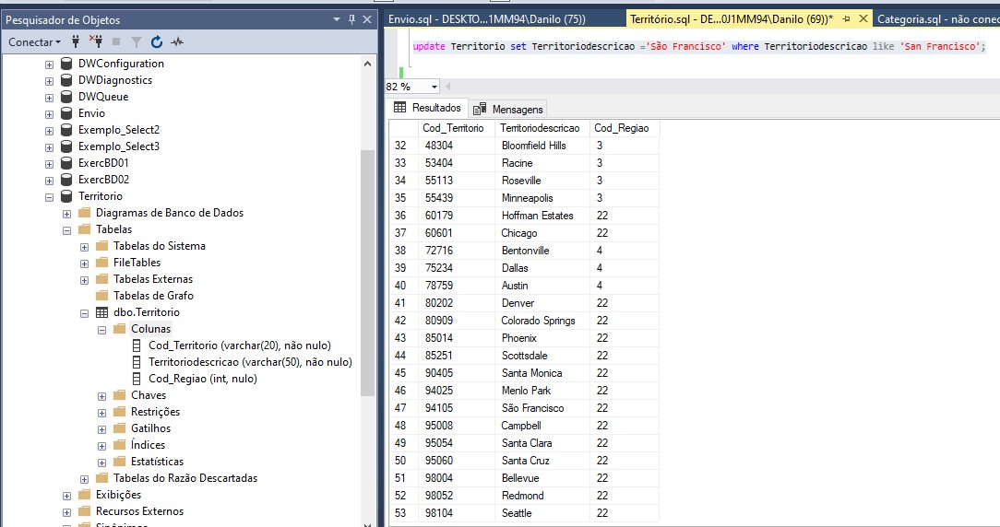 Pesquisador de Objetos
Conectar
DWConfiguration
DWDiagnostics
DWQueue
Envio
Exemplo_Select2
Exemplo_Select3
ExercBD01
ExercBD02
Territorio
Diagramas de Banco de Dados
Tabelas
Tabelas do Sistema
FileTables
Tabelas Externas
Tabelas de Grafo
dbo.Territorio
Colunas
Cod_Territorio (varchar(20), não nulo)
Territoriodescricao (varchar(50), não nulo)
Cod_Regiao (int, nulo)
Chaves
Restrições
Gatilhos
Índices
Estatísticas
Tabelas do Razão Descartadas
Exibições
Recursos Externos
Sinônimos
Envio.sql - DESKTO...1MM94\Danilo (75))
Território.sql - DE...0J1MM94\Danilo (69))*
Categoria.sql - não conec
update Territorio set Territoriodescricao ='São Francisco' where Territoriodescricao like 'San Francisco';
82 %
Resultados Mensagens
Cod_Territorio Territoriodescricao Cod_Regiao
32 48304 Bloomfield Hills 3
33 53404 Racine 3
34 55113 Roseville 3
35 55439 Minneapolis 3
36 60179 Hoffman Estates 22
37 60601 Chicago 22
38 72716 Bentonville 4
39 75234 Dallas 4
40 78759 Austin 4
41 80202 Denver 22
42 80909 Colorado Springs 22
43 85014 Phoenix 22
44 85251 Scottsdale 22
45 90405 Santa Monica 22
46 94025 Menlo Park 22
47 94105 São Francisco 22
48 95008 Campbell 22
49 95054 Santa Clara 22
50 95060 Santa Cruz 22
51 98004 Bellevue 22
52 98052 Redmond 22
53 98104 Seattle 22